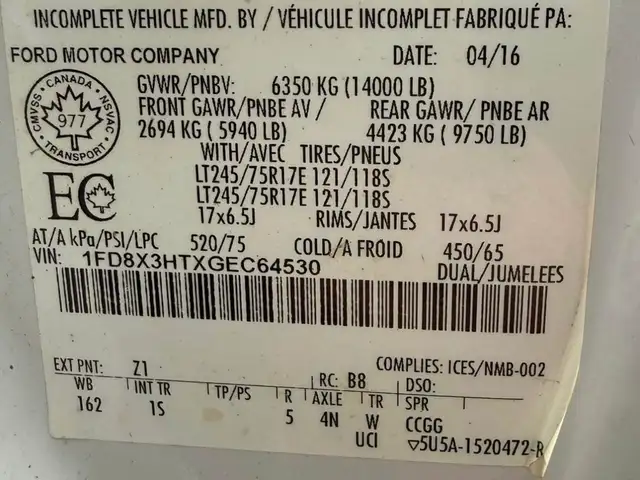 INCOMPLETE VEHICLE MFD. BY / VÉHICULE INCOMPLET FABRIQUÉ PA:
FORD MOTOR COMPANY DATE: 04/16
GVWR/PNBV: 6350 KG (14000 LB)
FRONT GAWR/PNBE AV / REAR GAWR/ PNBE AR
2694 KG ( 5940 LB) 4423 KG ( 9750 LB)
WITH/AVEC TIRES/PNEUS
LT245/75R17E 121/118S
LT245/75R17E 121/118S
17x6.5J RIMS/JANTES 17x6.5J
AT/A kPa/PSI/LPC 520/75 COLD/A FROID 450/65
VIN: 1FD8X3HTXGEC64530 DUAL/JUMELEES
CANADA
CMVSS NSVAC
977
TRANSPORT
EC
EXT PNT: Z1 RC: B8 COMPLIES: ICES/NMB-002
WB INT TR TP/PS R AXLE TR DSO:
SPR
162 1S 5 4N W CCGG
UCI ▽5U5A-1520472-R